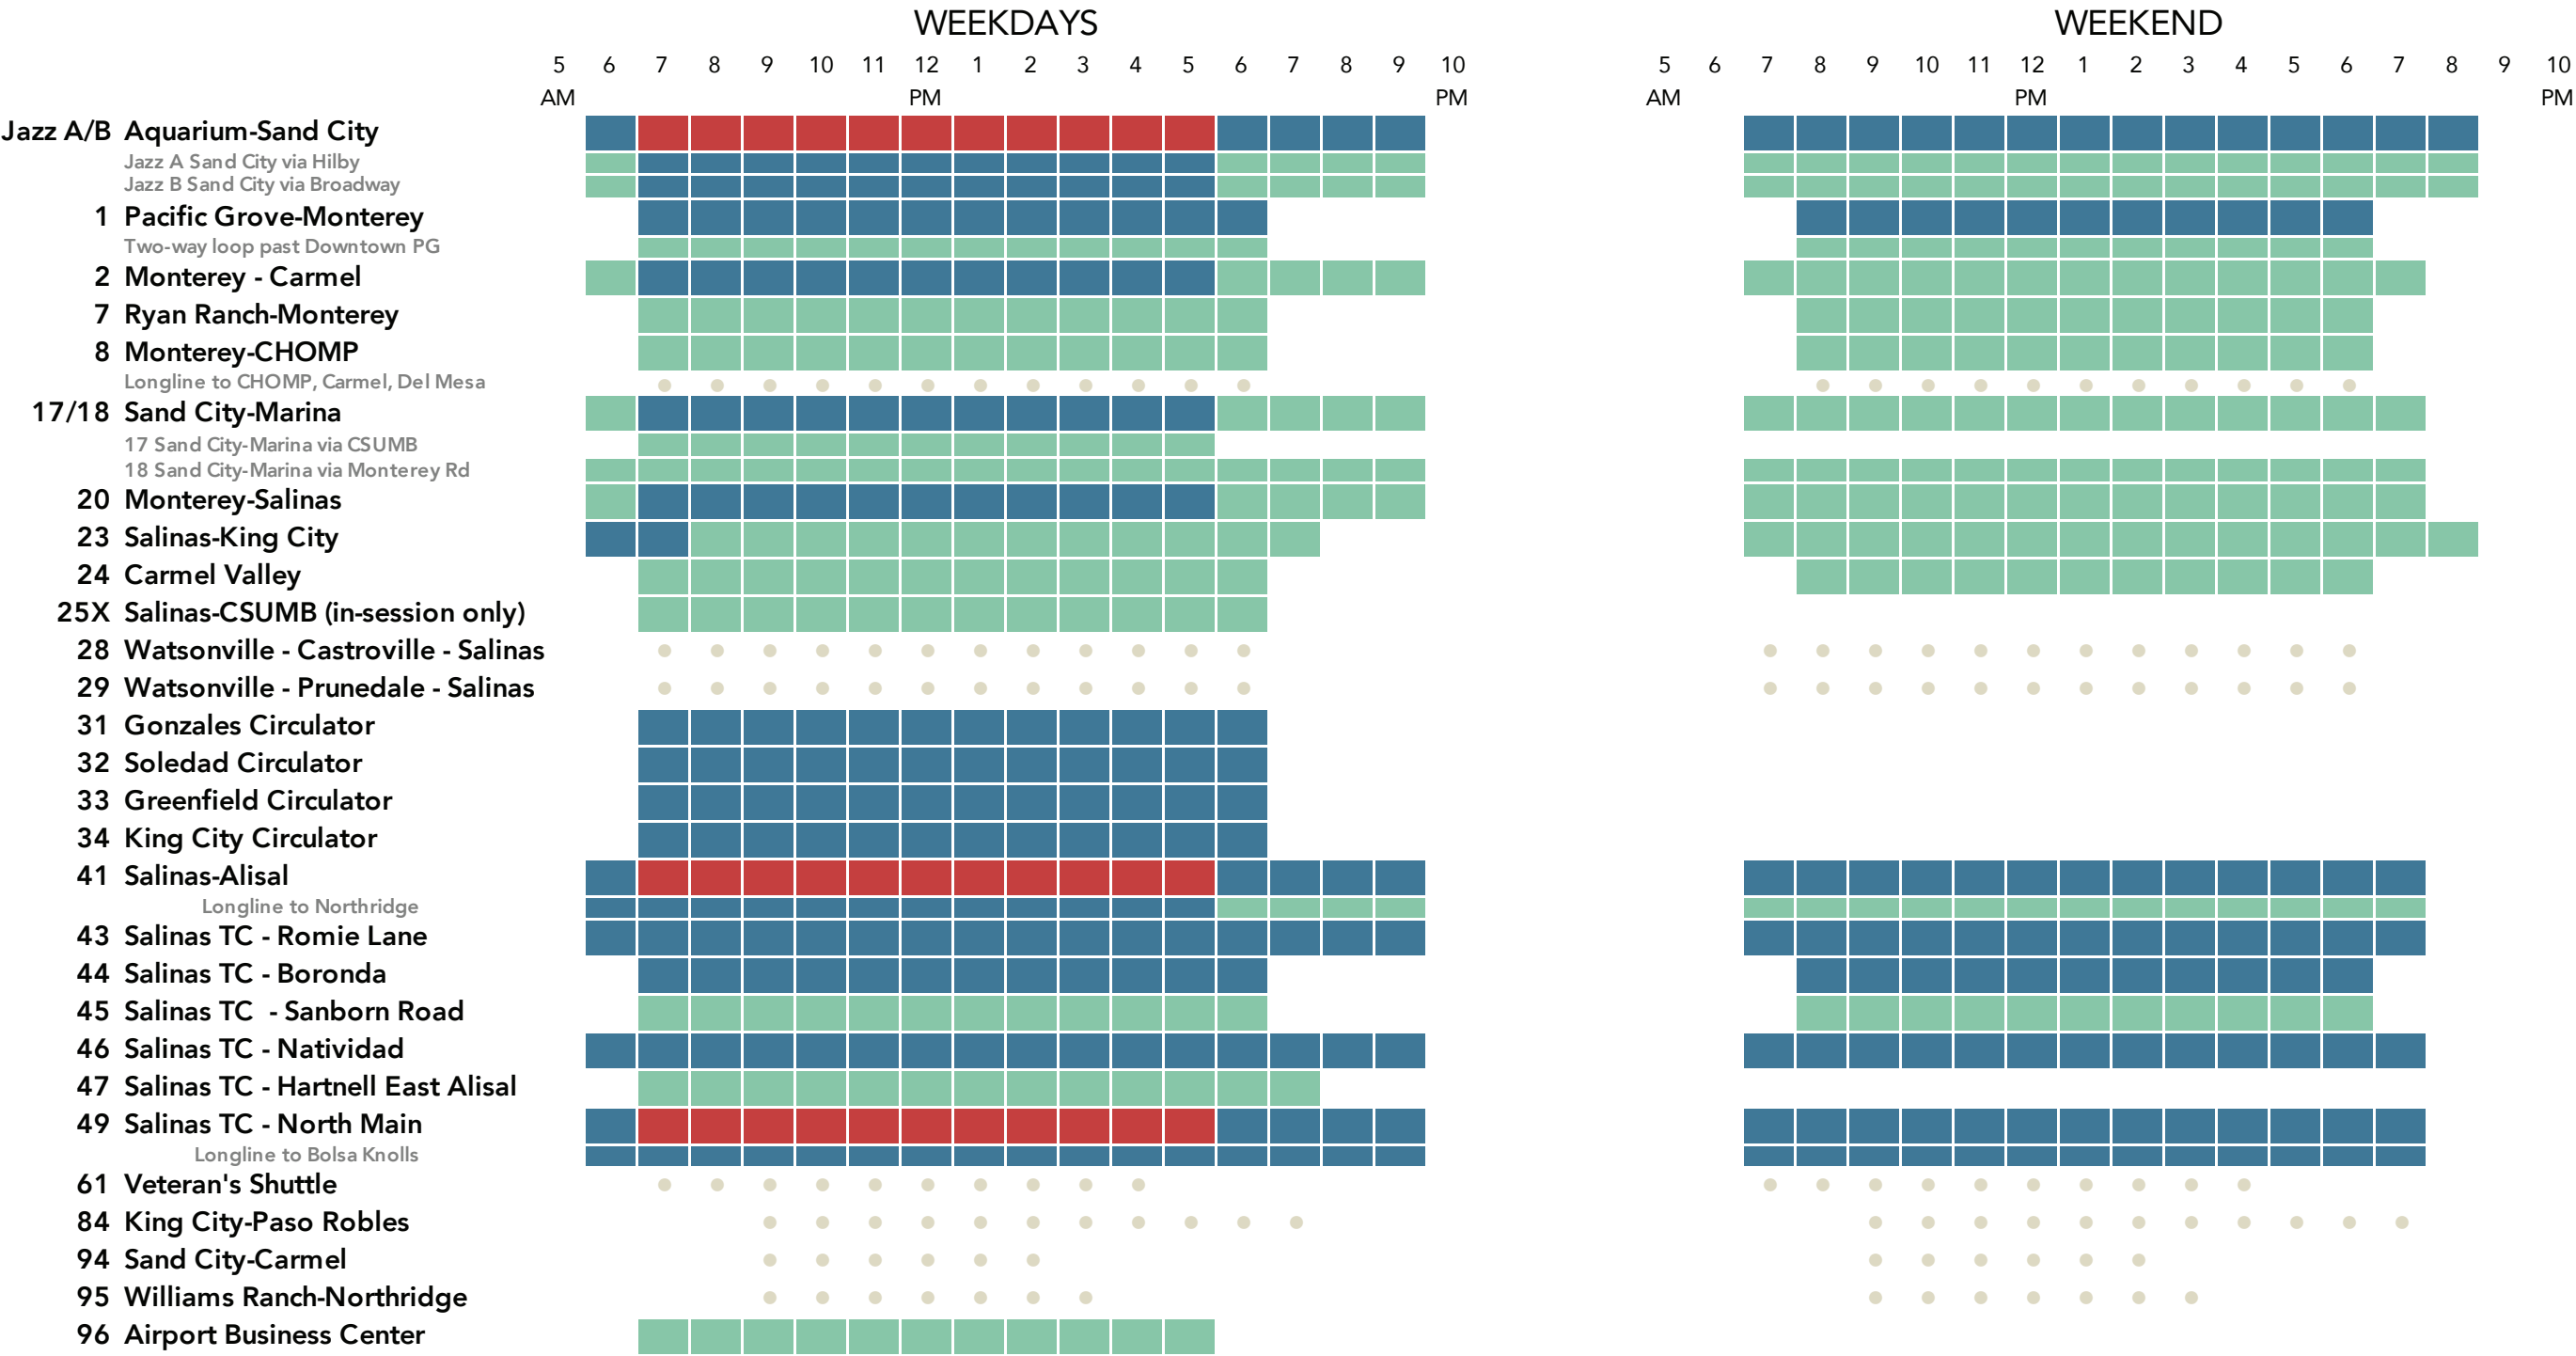 WEEKDAYS WEEKEND
5 6 7 8 9 10 11 12 1 2 3 4 5 6 7 8 9 10 5 6 7 8 9 10 11 12 1 2 3 4 5 6 7 8 9 10
AM PM PM AM PM PM
Jazz A/B Aquarium-Sand City
Jazz A Sand City via Hilby
Jazz B Sand City via Broadway
1 Pacific Grove-Monterey
Two-way loop past Downtown PG
2 Monterey - Carmel
7 Ryan Ranch-Monterey
8 Monterey-CHOMP
Longline to CHOMP, Carmel, Del Mesa
17/18 Sand City-Marina
17 Sand City-Marina via CSUMB
18 Sand City-Marina via Monterey Rd
20 Monterey-Salinas
23 Salinas-King City
24 Carmel Valley
25X Salinas-CSUMB (in-session only)
28 Watsonville - Castroville - Salinas
29 Watsonville - Prunedale - Salinas
31 Gonzales Circulator
32 Soledad Circulator
33 Greenfield Circulator
34 King City Circulator
41 Salinas-Alisal
Longline to Northridge
43 Salinas TC - Romie Lane
44 Salinas TC - Boronda
45 Salinas TC - Sanborn Road
46 Salinas TC - Natividad
47 Salinas TC - Hartnell East Alisal
49 Salinas TC - North Main
Longline to Bolsa Knolls
61 Veteran's Shuttle
84 King City-Paso Robles
94 Sand City-Carmel
95 Williams Ranch-Northridge
96 Airport Business Center